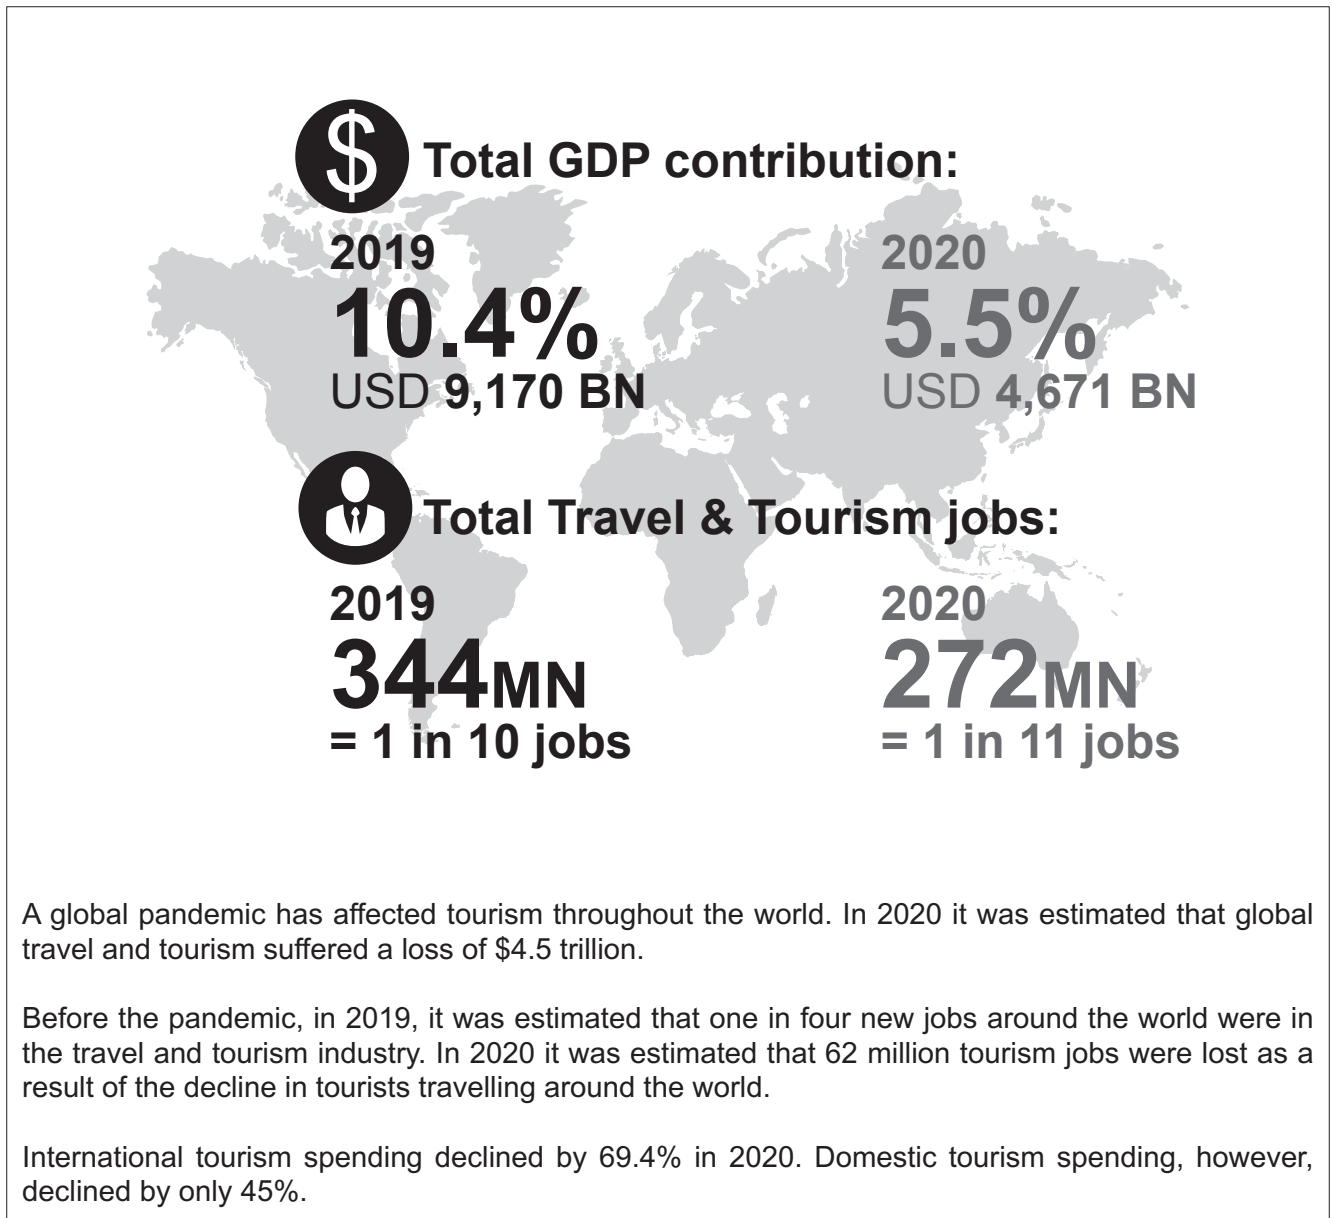 $ Total GDP contribution:
2019
10.4%
USD 9,170 BN
2020
5.5%
USD 4,671 BN
Total Travel & Tourism jobs:
2019
344MN
= 1 in 10 jobs
2020
272MN
= 1 in 11 jobs
A global pandemic has affected tourism throughout the world. In 2020 it was estimated that global
travel and tourism suffered a loss of $4.5 trillion.
Before the pandemic, in 2019, it was estimated that one in four new jobs around the world were in
the travel and tourism industry. In 2020 it was estimated that 62 million tourism jobs were lost as a
result of the decline in tourists travelling around the world.
International tourism spending declined by 69.4% in 2020. Domestic tourism spending, however,
declined by only 45%.